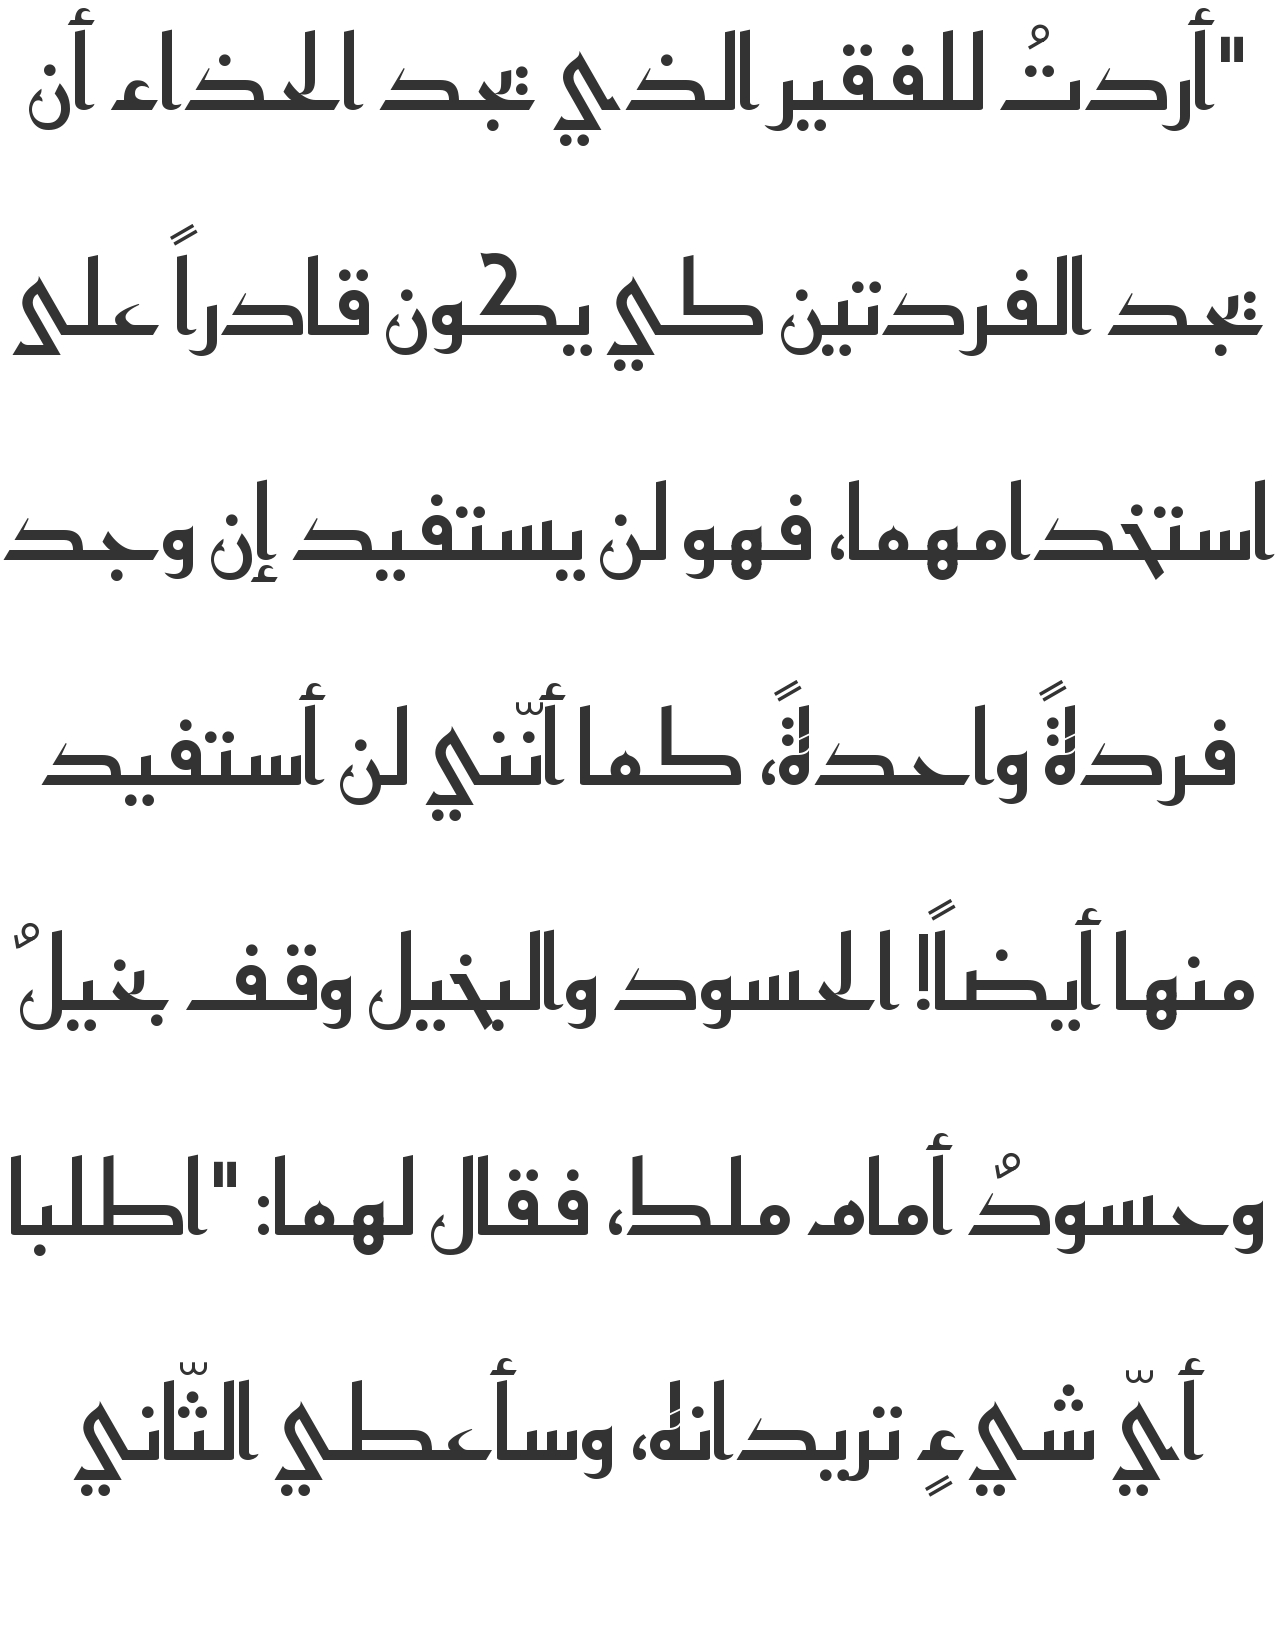 "أردتُ للفقير الذي يجد الحذاء أن
يجد الفردتين كي يكون قادراً على
استخدامهما، فهو لن يستفيد إن وجد
فردةً واحدةً، كما أنّني لن أستفيد
منها أيضاً! الحسود والبخيل وقف بخيلٌ
وحسودٌ أمام ملك، فقال لهما: "اطلبا
أيّ شيءٍ تريدانه، وسأعطي الثّاني